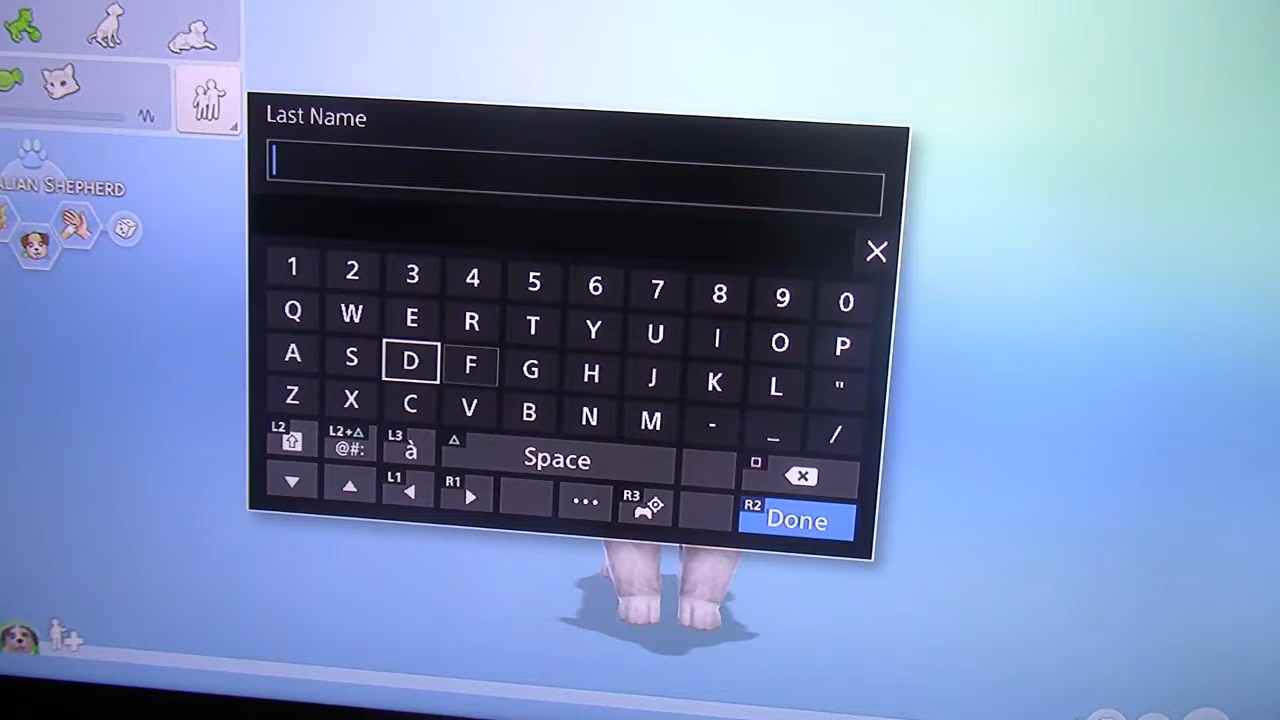 Last Name
ALIAN SHEPHERD
1 2 3 4 5 6 7 8 9 0
Q W E R T Y U I O P
A S D F G H J K L "
Z X C V B N M - _ /
L2 L2+△ @#: L3 à △ Space □
L1 R1 ... R3 R2 Done